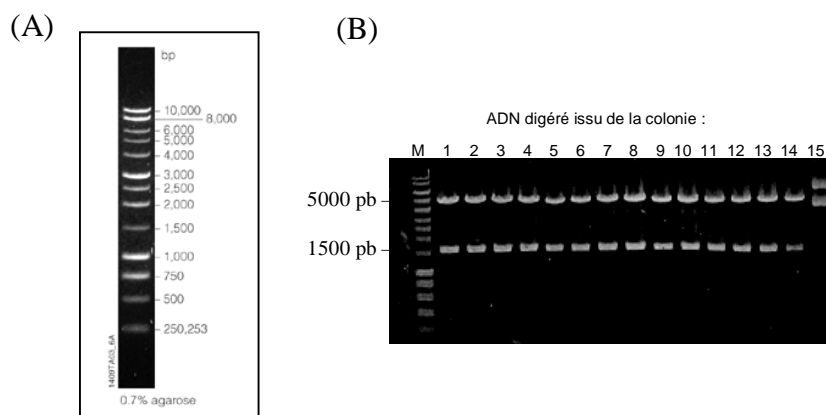 (A)
bp
10,000
8,000
6,000
5,000
4,000
3,000
2,500
2,000
1,500
1,000
750
500
250,253
0.7% agarose
(B)
ADN digéré issu de la colonie :
M 1 2 3 4 5 6 7 8 9 10 11 12 13 14 15
5000 pb
1500 pb